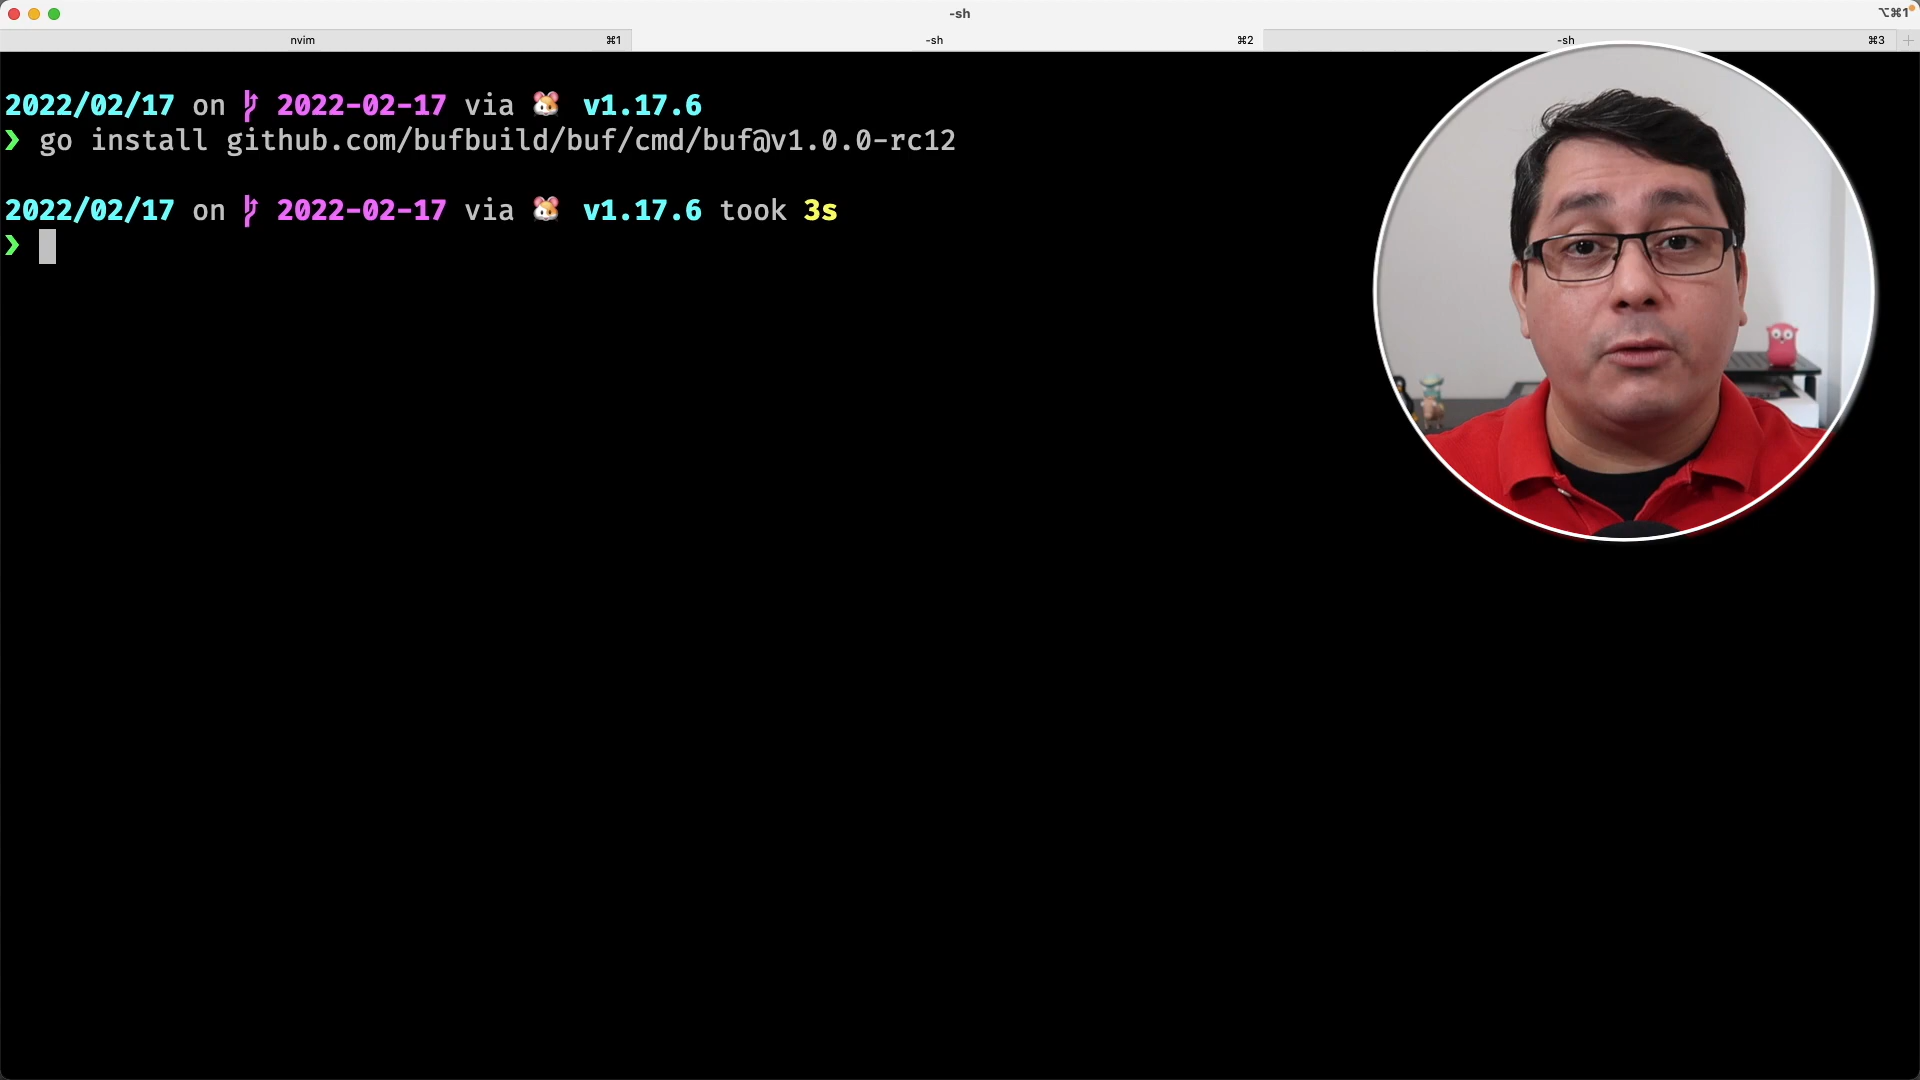 -sh
⌥⌘1
nvim ⌘1
-sh ⌘2
-sh ⌘3
2022/02/17 on 2022-02-17 via 🐹 v1.17.6
❯ go install github.com/bufbuild/buf/cmd/buf@v1.0.0-rc12
2022/02/17 on 2022-02-17 via 🐹 v1.17.6 took 3s
❯